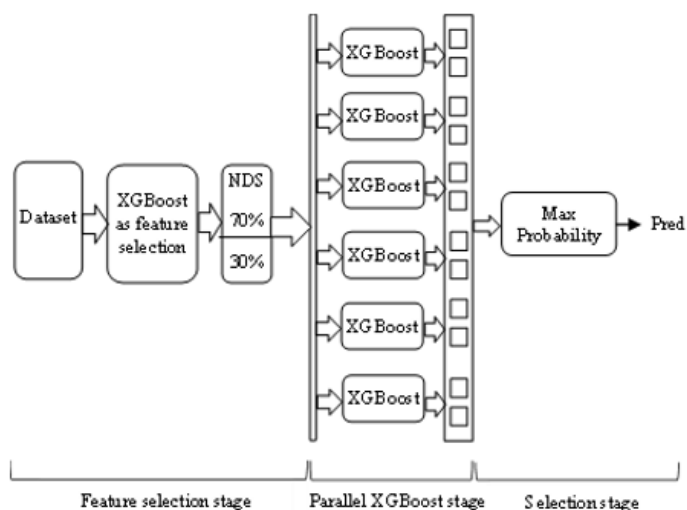 Dataset
XGBoost
as feature
selection
NDS
70%
30%
XGBoost
XGBoost
XGBoost
XGBoost
XGBoost
XGBoost
Max
Probability
Pred
Feature selection stage
Parallel XGBoost stage
Selection stage